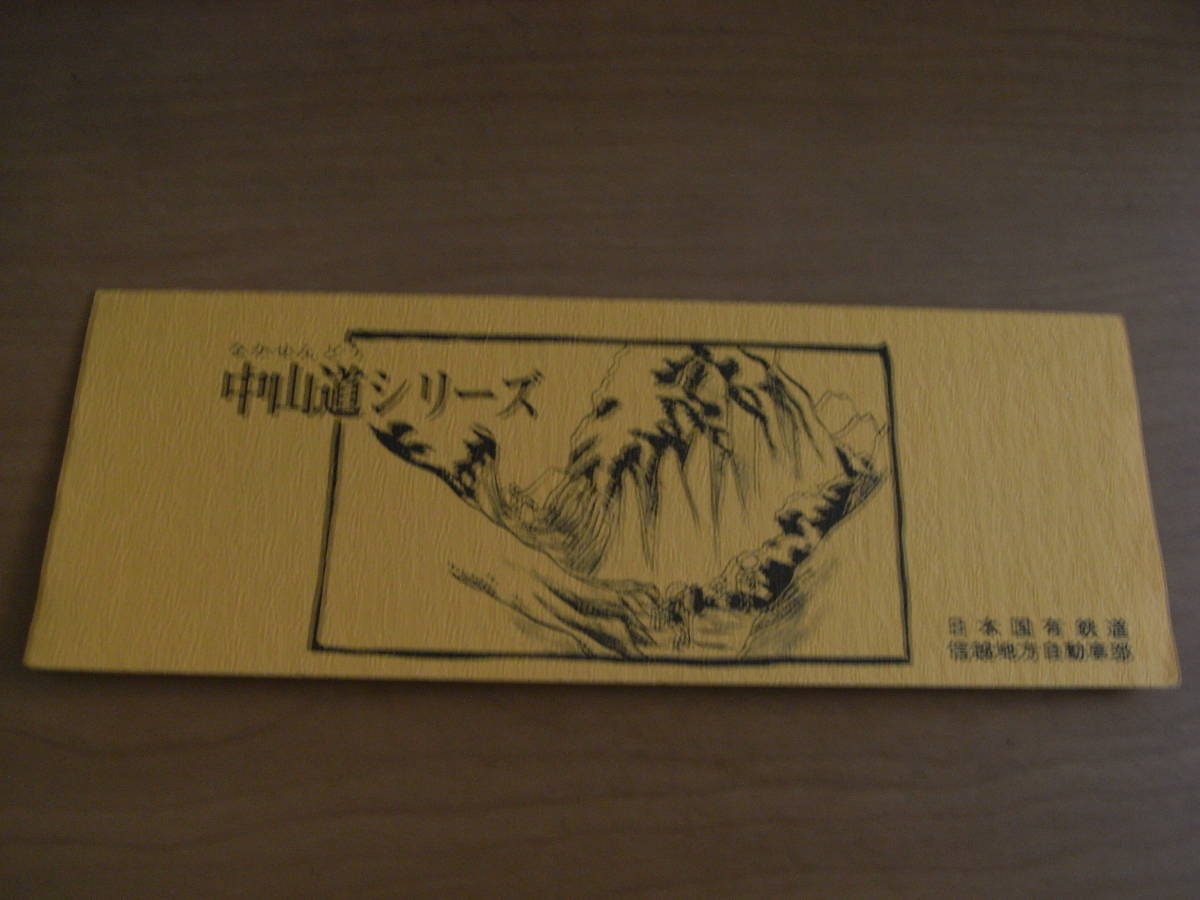 なかせんどう
中山道シリーズ
日本国有鉄道
信越地方自動車部